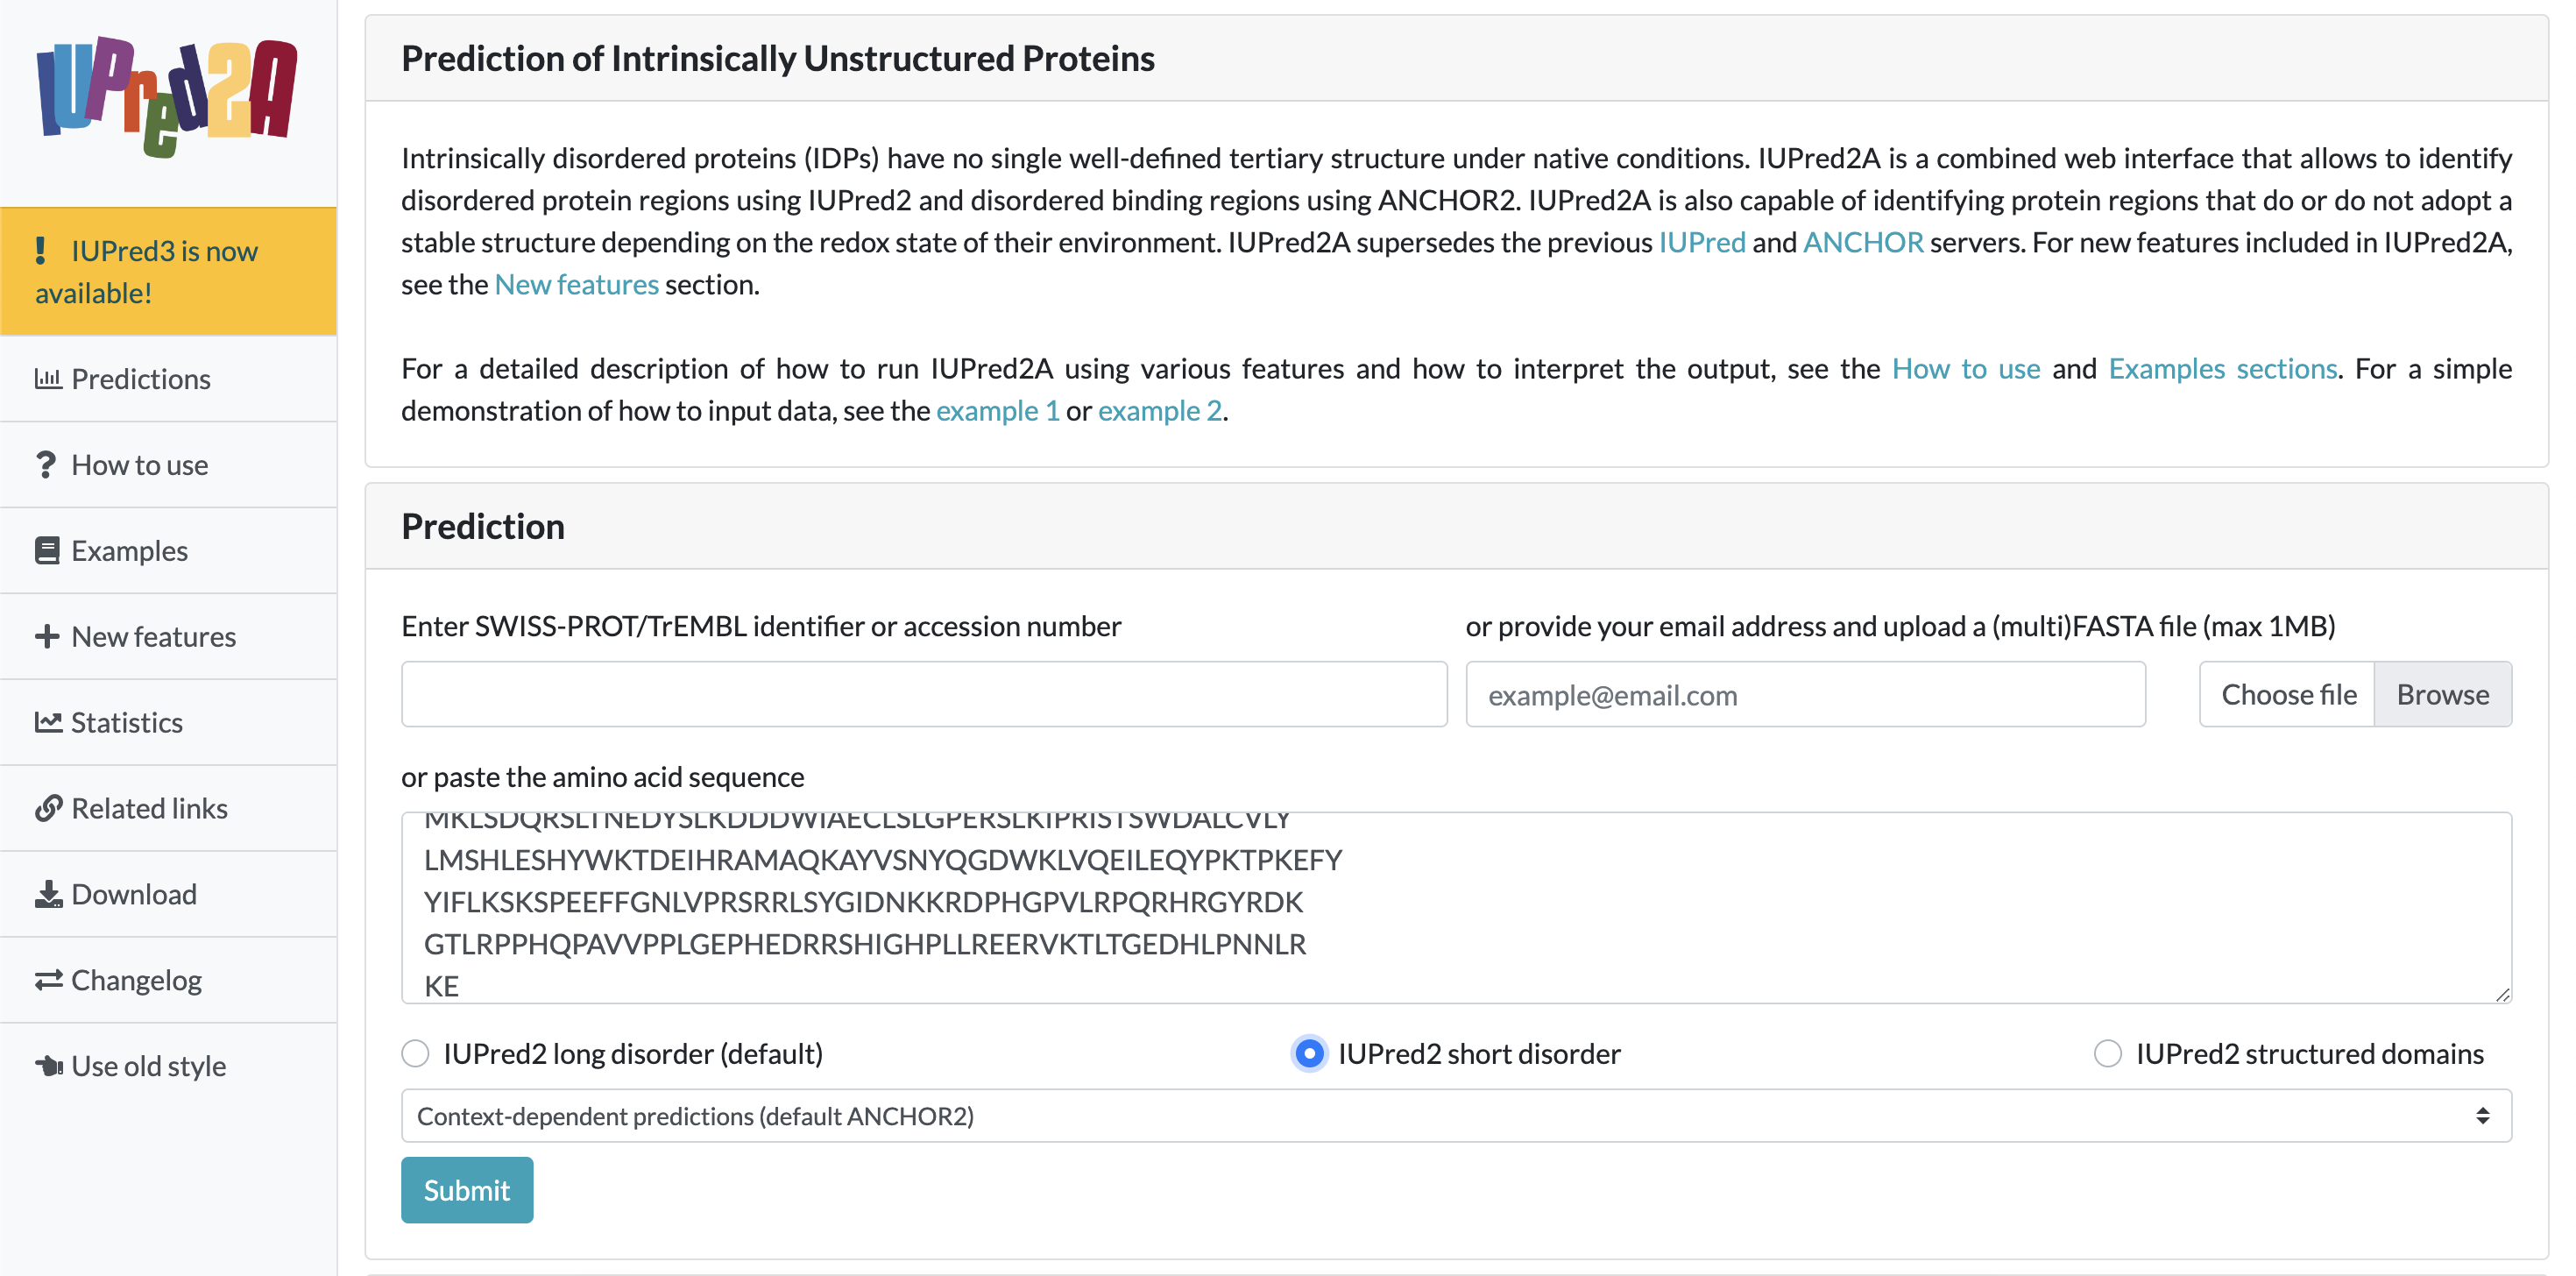 IUPred2A
IUPred3 is now
available!
Predictions
How to use
Examples
New features
Statistics
Related links
Download
Changelog
Use old style
Prediction of Intrinsically Unstructured Proteins
Intrinsically disordered proteins (IDPs) have no single well-defined tertiary structure under native conditions. IUPred2A is a combined web interface that allows to identify
disordered protein regions using IUPred2 and disordered binding regions using ANCHOR2. IUPred2A is also capable of identifying protein regions that do or do not adopt a
stable structure depending on the redox state of their environment. IUPred2A supersedes the previous IUPred and ANCHOR servers. For new features included in IUPred2A,
see the New features section.
For a detailed description of how to run IUPred2A using various features and how to interpret the output, see the How to use and Examples sections. For a simple
demonstration of how to input data, see the example 1 or example 2.
Prediction
Enter SWISS-PROT/TrEMBL identifier or accession number
or provide your email address and upload a (multi)FASTA file (max 1MB)
example@email.com
Choose file
Browse
or paste the amino acid sequence
MKLSDQRSLTNEDYSLKDDDWIAECLSLGPERSLKIPRISTSWDALCVLY
LMSHLESHYWKTDEIHRAMAQKAYVSNYQGDWKLVQEILEQYPKTPKEFY
YIFLKSKSPEEFFGNLVPRSRRLSYGIDNKKRDPHGPVLRPQRHRGYRDK
GTLRPPHQPAVVPPLGEPHEDRRSHIGHPLLREERVKTLTGEDHLPNNLR
KE
IUPred2 long disorder (default)
IUPred2 short disorder
IUPred2 structured domains
Context-dependent predictions (default ANCHOR2)
Submit